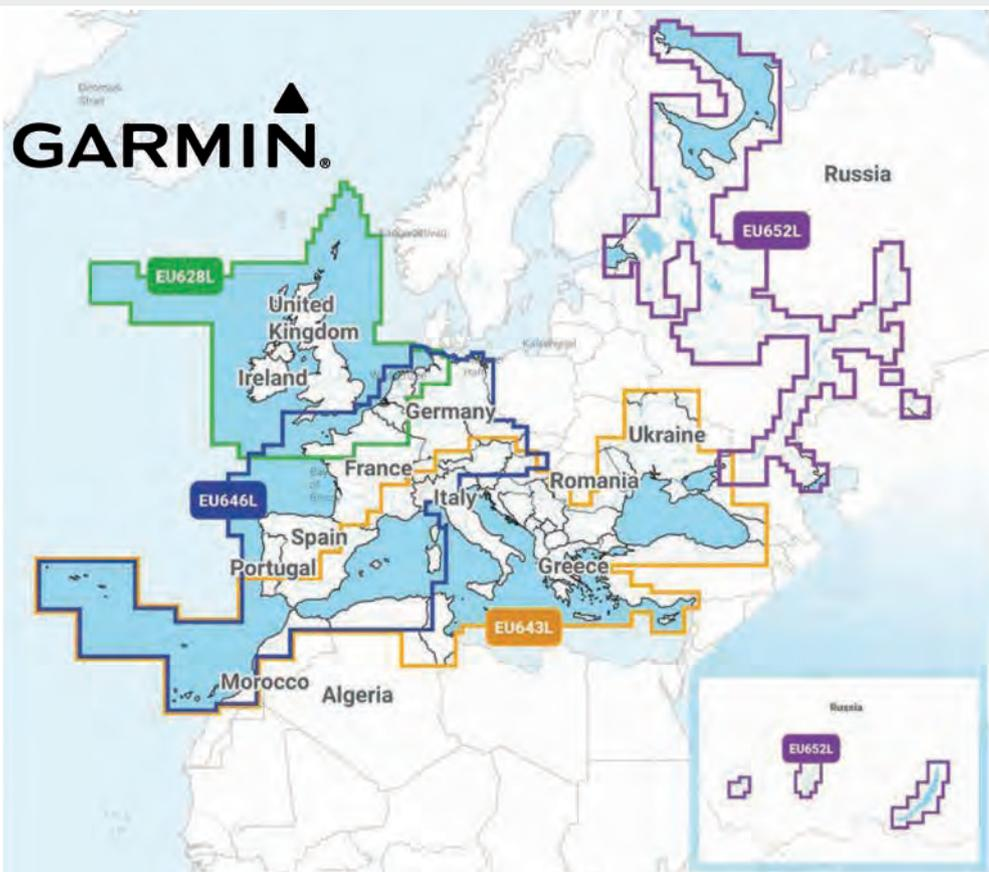 GARMIN®
Russia
EU652L
EU628L
United
Kingdom
Ireland
Germany
Ukraine
France
Romania
EU646L
Italy
Spain
Portugal
Greece
EU643L
Morocco
Algeria
Russia
EU652L